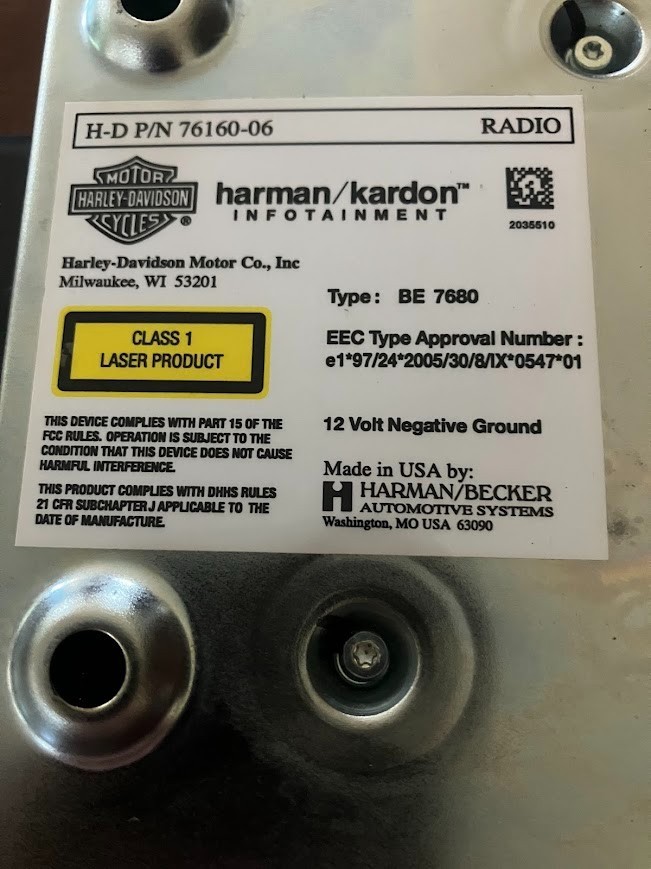 H-D P/N 76160-06 RADIO
MOTOR
HARLEY-DAVIDSON
CYCLES ®
harman/kardon™
INFOTAINMENT
2035510
Harley-Davidson Motor Co., Inc
Milwaukee, WI 53201
Type: BE 7680
CLASS 1
LASER PRODUCT
EEC Type Approval Number :
e1*97/24*2005/30/8/IX*0547*01
THIS DEVICE COMPLIES WITH PART 15 OF THE
FCC RULES. OPERATION IS SUBJECT TO THE
CONDITION THAT THIS DEVICE DOES NOT CAUSE
HARMFUL INTERFERENCE.
THIS PRODUCT COMPLIES WITH DHHS RULES
21 CFR SUBCHAPTER J APPLICABLE TO THE
DATE OF MANUFACTURE.
12 Volt Negative Ground
Made in USA by:
H HARMAN/BECKER
AUTOMOTIVE SYSTEMS
Washington, MO USA 63090